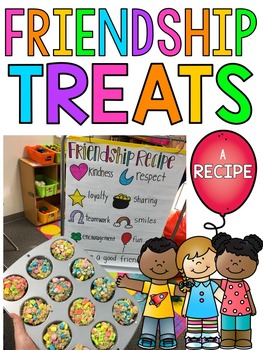 FRIENDSHIP
TREATS
A
RECIPE
Friendship Recipe
kindness respect
loyalty sharing
teamwork smiles
encouragement fun
a good friend